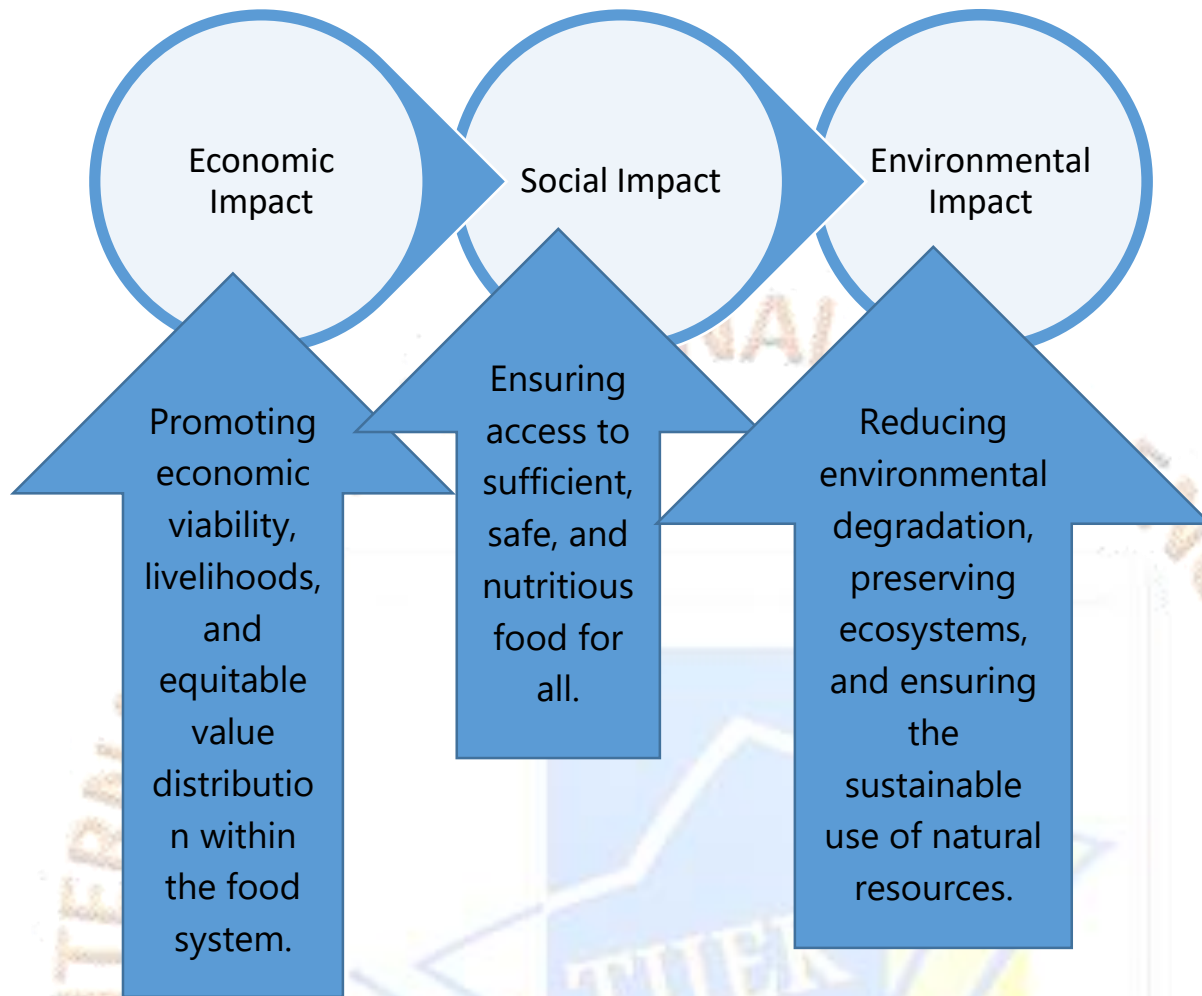 Economic
Impact
Social Impact
Environmental
Impact
Promoting
economic
viability,
livelihoods,
and
equitable
value
distributio
n within
the food
system.
Ensuring
access to
sufficient,
safe, and
nutritious
food for
all.
Reducing
environmental
degradation,
preserving
ecosystems,
and ensuring
the
sustainable
use of natural
resources.